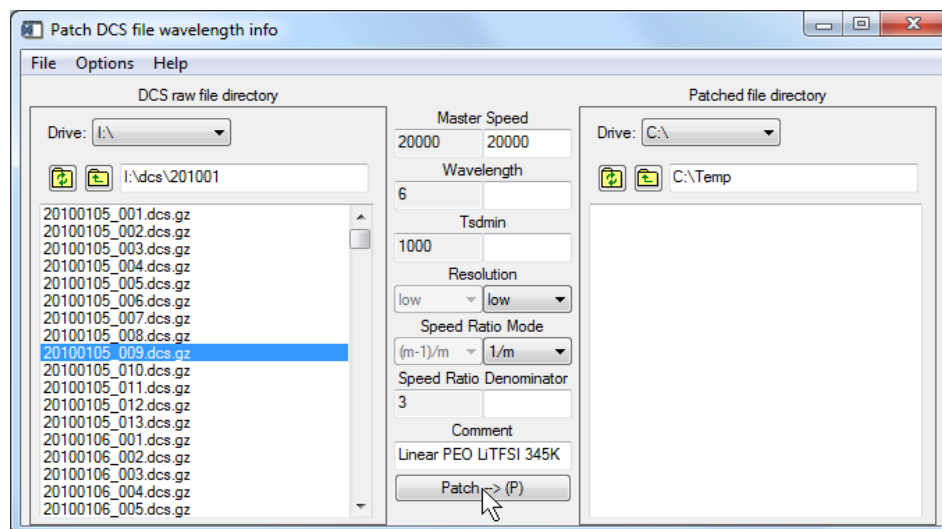 Patch DCS file wavelength info
File Options Help
DCS raw file directory
Drive: I:\
I:\dcs\201001
20100105_001.dcs.gz
20100105_002.dcs.gz
20100105_003.dcs.gz
20100105_004.dcs.gz
20100105_005.dcs.gz
20100105_006.dcs.gz
20100105_007.dcs.gz
20100105_008.dcs.gz
20100105_009.dcs.gz
20100105_010.dcs.gz
20100105_011.dcs.gz
20100105_012.dcs.gz
20100105_013.dcs.gz
20100106_001.dcs.gz
20100106_002.dcs.gz
20100106_003.dcs.gz
20100106_004.dcs.gz
20100106_005.dcs.gz
Master Speed
20000 20000
Wavelength
6
Tsdmin
1000
Resolution
low low
Speed Ratio Mode
(m-1)/m 1/m
Speed Ratio Denominator
3
Comment
Linear PEO LiTFSI 345K
Patch --> (P)
Patched file directory
Drive: C:\
C:\Temp